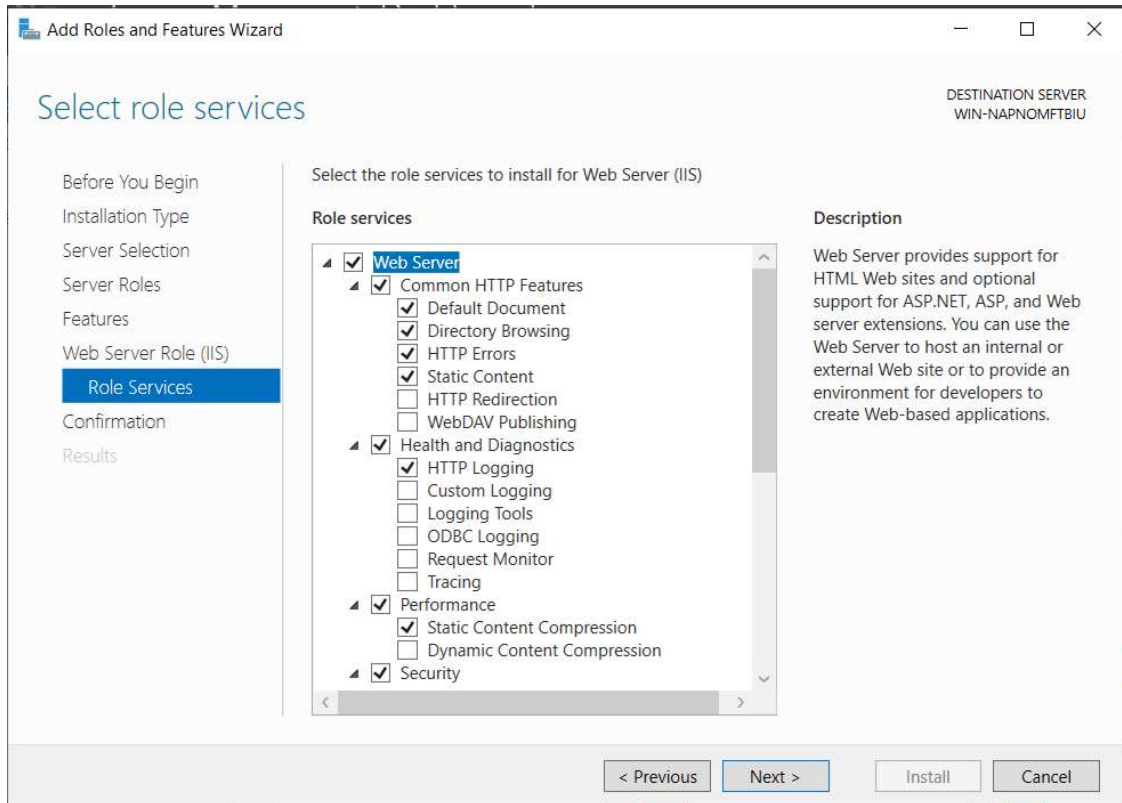 Add Roles and Features Wizard
Select role services
DESTINATION SERVER
WIN-NAPNOMFTBIU
Before You Begin
Installation Type
Server Selection
Server Roles
Features
Web Server Role (IIS)
Role Services
Confirmation
Results
Select the role services to install for Web Server (IIS)
Role services
Web Server
Common HTTP Features
Default Document
Directory Browsing
HTTP Errors
Static Content
HTTP Redirection
WebDAV Publishing
Health and Diagnostics
HTTP Logging
Custom Logging
Logging Tools
ODBC Logging
Request Monitor
Tracing
Performance
Static Content Compression
Dynamic Content Compression
Security
Description
Web Server provides support for
HTML Web sites and optional
support for ASP.NET, ASP, and Web
server extensions. You can use the
Web Server to host an internal or
external Web site or to provide an
environment for developers to
create Web-based applications.
< Previous
Next >
Install
Cancel